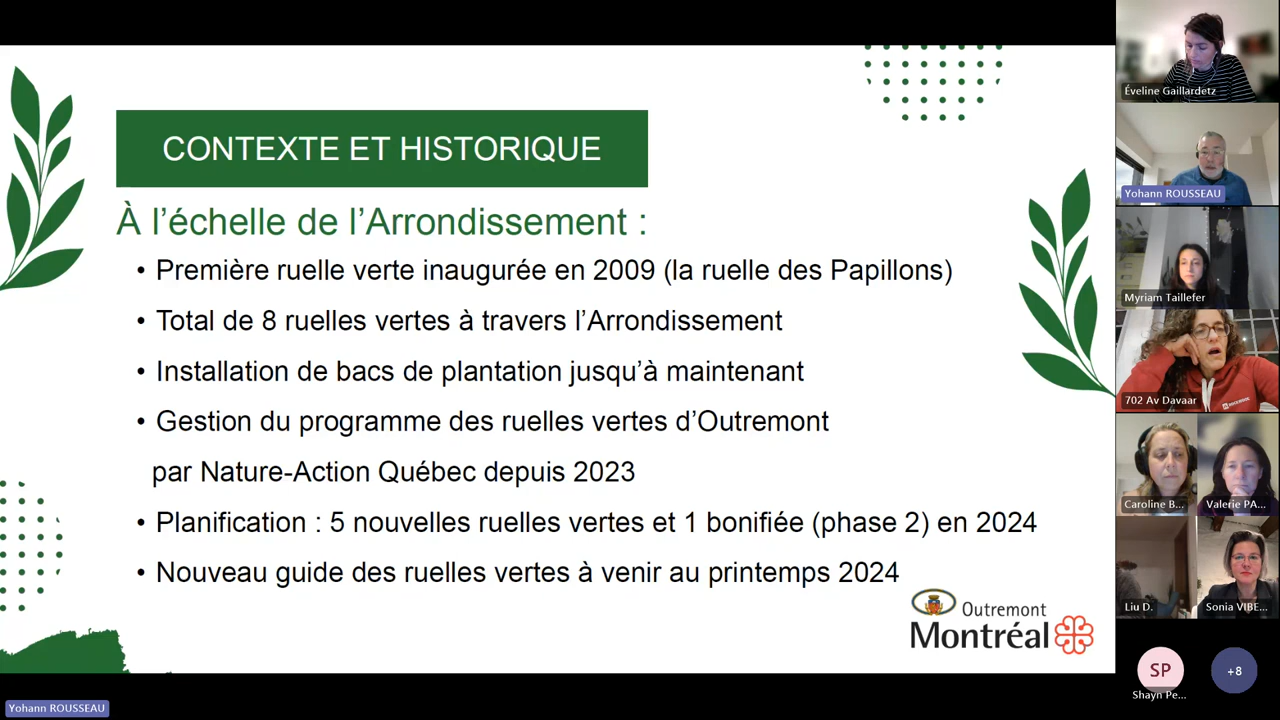 CONTEXTE ET HISTORIQUE
À l’échelle de l’Arrondissement :
• Première ruelle verte inaugurée en 2009 (la ruelle des Papillons)
• Total de 8 ruelles vertes à travers l’Arrondissement
• Installation de bacs de plantation jusqu’à maintenant
• Gestion du programme des ruelles vertes d’Outremont
par Nature-Action Québec depuis 2023
• Planification : 5 nouvelles ruelles vertes et 1 bonifiée (phase 2) en 2024
• Nouveau guide des ruelles vertes à venir au printemps 2024
Outremont
Montréal
Yohann ROUSSEAU
Éveline Gaillardetz
Yohann ROUSSEAU
Myriam Taillefer
702 Av Davaar
Caroline B...
Valerie PA...
Liu D.
Sonia VIBE...
SP
Shayn Pe...
+8